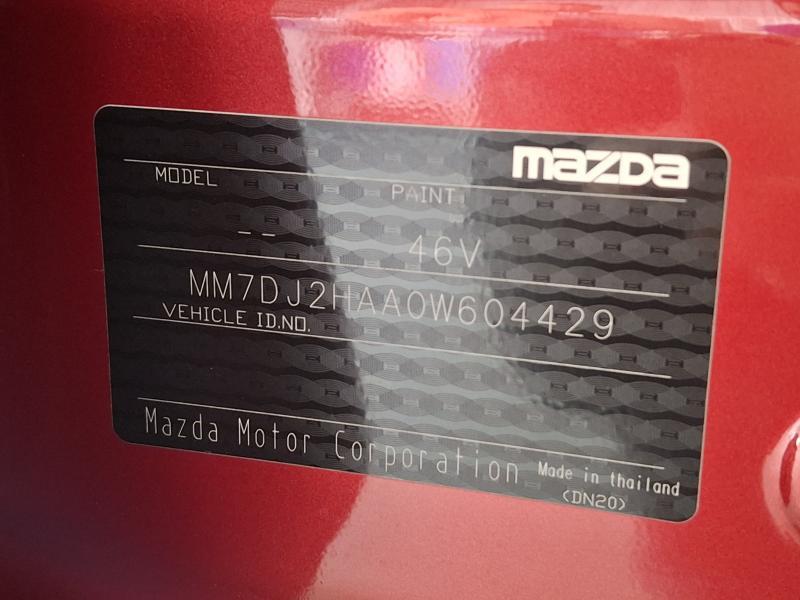 mazda
MODEL PAINT
-- 46V
MM7DJ2HAA0W604429
VEHICLE ID.NO.
Mazda Motor Corporation Made in thailand
(DN20)